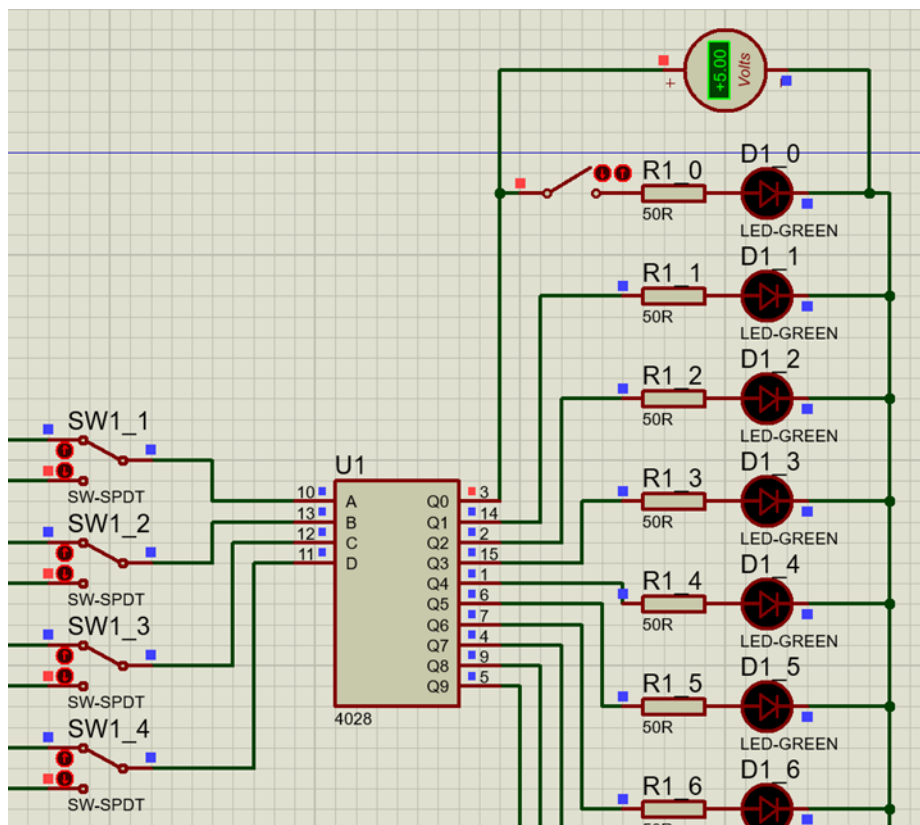 +5.00
Volts
+
D1_0
R1_0
50R
LED-GREEN
D1_1
R1_1
50R
LED-GREEN
D1_2
R1_2
50R
LED-GREEN
SW1_1
SW-SPDT
D1_3
U1
R1_3
50R
LED-GREEN
10 A Q0 3
13 B Q1 14
12 C Q2 2
11 D Q3 15
Q4 1
Q5 6
Q6 7
Q7 4
Q8 9
Q9 5
4028
SW1_2
SW-SPDT
D1_4
R1_4
50R
LED-GREEN
SW1_3
SW-SPDT
D1_5
R1_5
50R
LED-GREEN
SW1_4
SW-SPDT
D1_6
R1_6